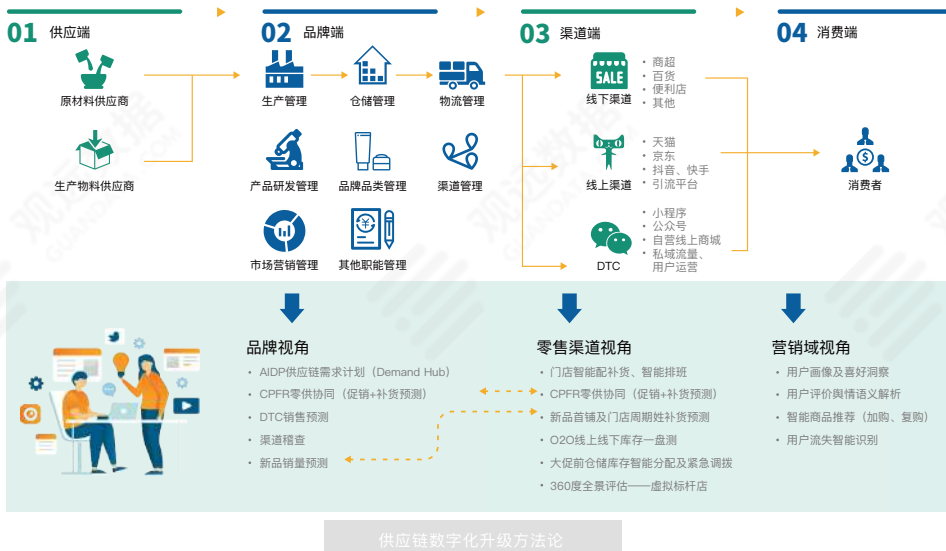 01 供应端
02 品牌端
03 渠道端
04 消费端
原材料供应商
生产物料供应商
生产管理
仓储管理
物流管理
产品研发管理
品牌品类管理
渠道管理
市场营销管理
其他职能管理
SALE
线下渠道
• 商超
• 百货
• 便利店
• 其他
线上渠道
• 天猫
• 京东
• 抖音、快手
• 引流平台
DTC
• 小程序
• 公众号
• 自营线上商城
• 私域流量、
用户运营
消费者
品牌视角
• AIDP供应链需求计划（Demand Hub）
• CPFR零供协同（促销+补货预测）
• DTC销售预测
• 渠道稽查
• 新品销量预测
零售渠道视角
• 门店智能配补货、智能排班
• CPFR零供协同（促销+补货预测）
• 新品首铺及门店周期姓补货预测
• O2O线上线下库存一盘测
• 大促前仓储库存智能分配及紧急调拨
• 360度全景评估——虚拟标杆店
营销域视角
• 用户画像及喜好洞察
• 用户评价舆情语义解析
• 智能商品推荐（加购、复购）
• 用户流失智能识别
供应链数字化升级方法论